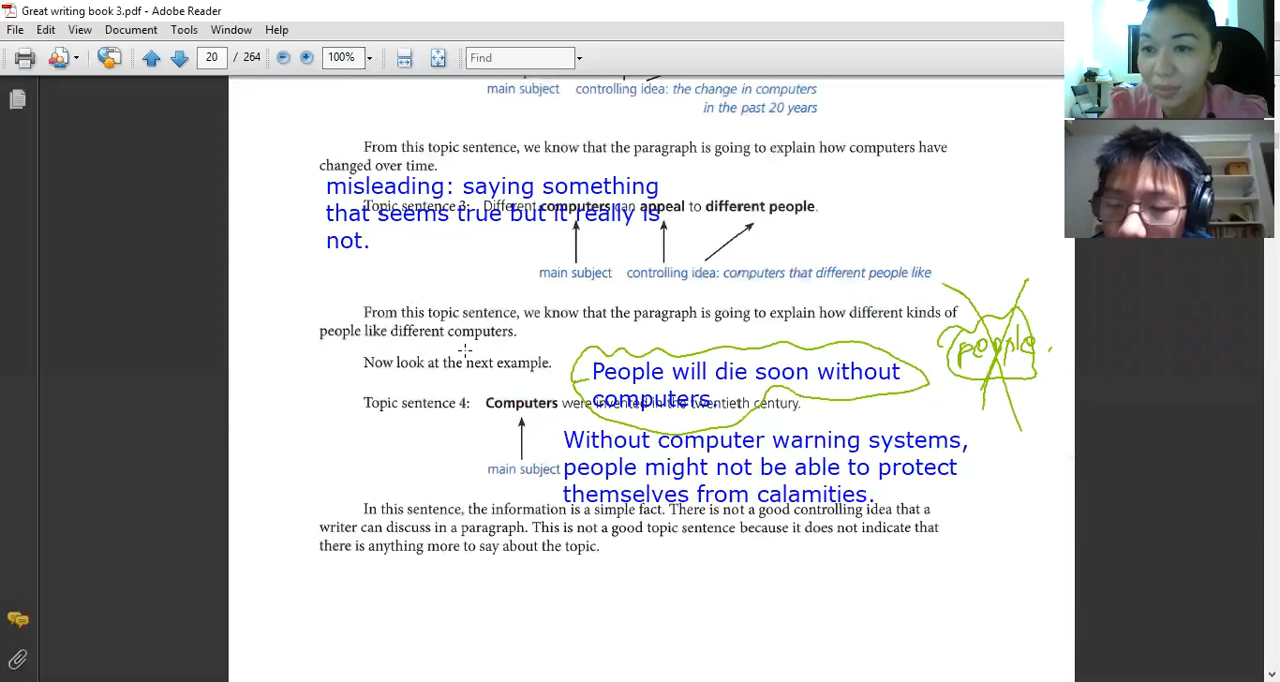 Great writing book 3.pdf - Adobe Reader
File Edit View Document Tools Window Help
20 / 264 100% Find
main subject controlling idea: the change in computers
in the past 20 years
From this topic sentence, we know that the paragraph is going to explain how computers have
changed over time.
misleading: saying something
Topic sentence 3: Different computers can appeal to different people.
that seems true but it really is
not.
main subject controlling idea: computers that different people like
From this topic sentence, we know that the paragraph is going to explain how different kinds of
people like different computers.
people.
Now look at the next example.
People will die soon without
computers.
Topic sentence 4: Computers were invented in the twentieth century.
Without computer warning systems,
people might not be able to protect
main subject
themselves from calamities.
In this sentence, the information is a simple fact. There is not a good controlling idea that a
writer can discuss in a paragraph. This is not a good topic sentence because it does not indicate that
there is anything more to say about the topic.